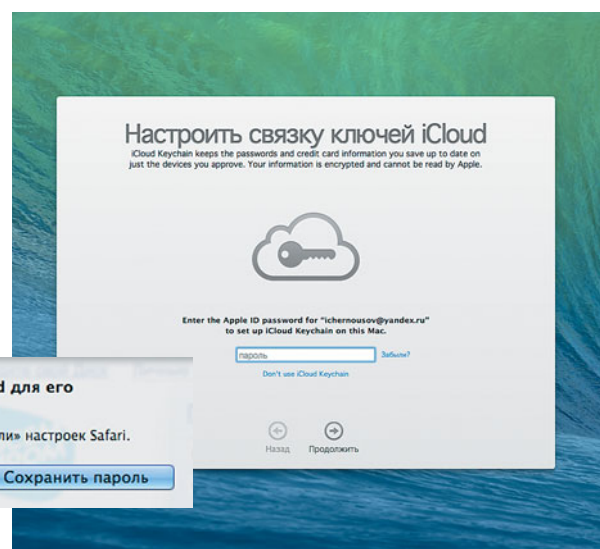 Настроить связку ключей iCloud
iCloud Keychain keeps the passwords and credit card information you save up to date on
just the devices you approve. Your information is encrypted and cannot be read by Apple.
Enter the Apple ID password for “ichernousov@yandex.ru”
to set up iCloud Keychain on this Mac.
пароль Забыли?
Don't use iCloud Keychain
Назад Продолжить
d для его
ли» настроек Safari.
Сохранить пароль